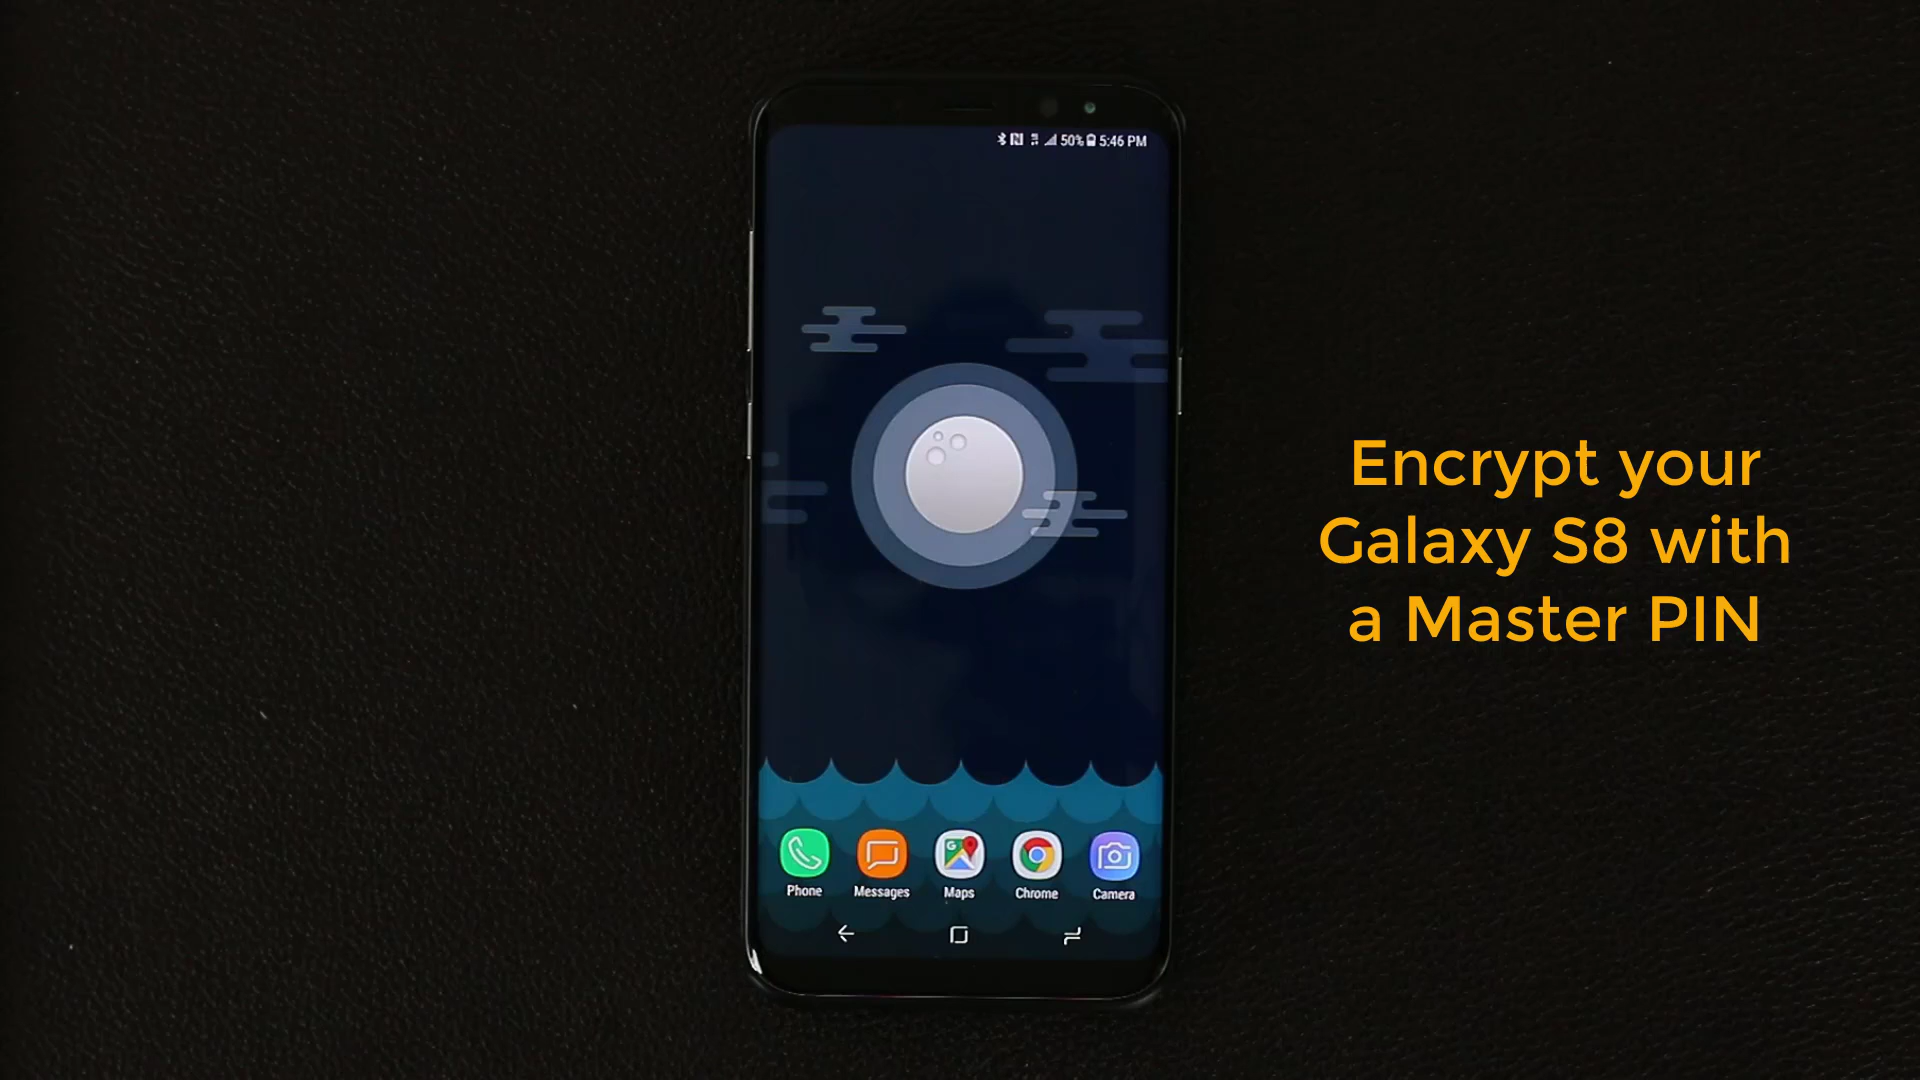 50% 5:46 PM
Encrypt your
Galaxy S8 with
a Master PIN
Phone Messages Maps Chrome Camera